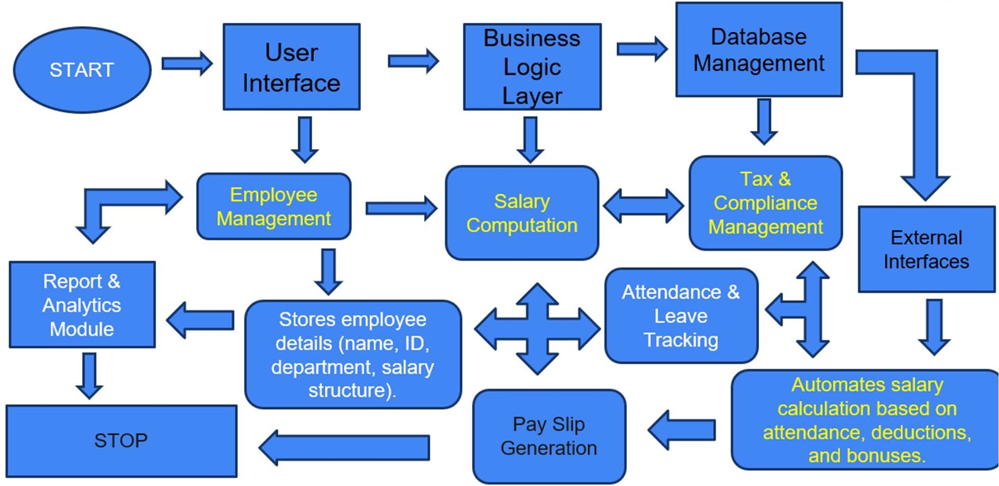 START
User
Interface
Business
Logic
Layer
Database
Management
Employee
Management
Salary
Computation
Tax &
Compliance
Management
External
Interfaces
Report &
Analytics
Module
Stores employee
details (name, ID,
department, salary
structure).
Attendance &
Leave
Tracking
STOP
Pay Slip
Generation
Automates salary
calculation based on
attendance, deductions,
and bonuses.